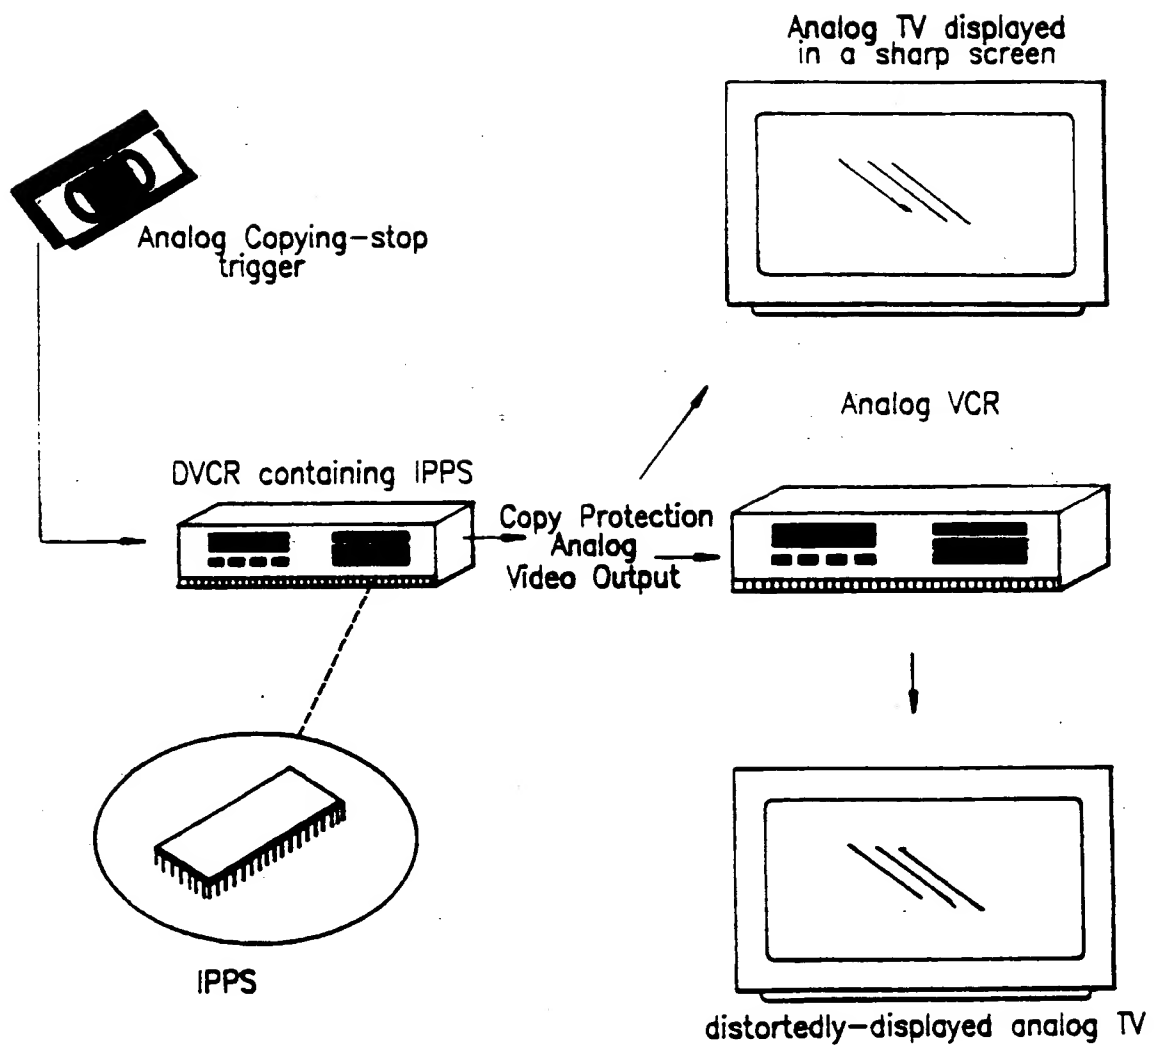 Analog TV displayed
in a sharp screen
Analog Copying-stop
trigger
Analog VCR
DVCR containing IPPS
Copy Protection
Analog
Video Output
IPPS
distortedly-displayed analog TV